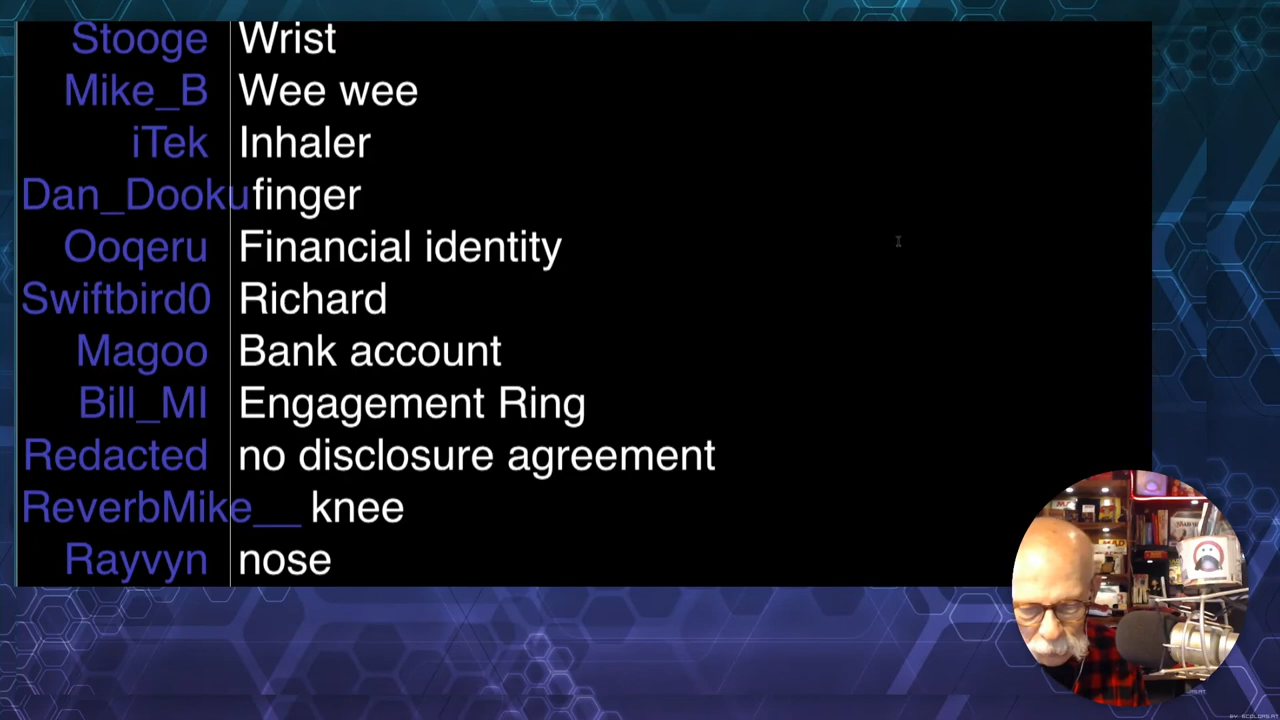 Stooge Wrist
Mike_B Wee wee
iTek Inhaler
Dan_Dooku finger
Ooqeru Financial identity
Swiftbird0 Richard
Magoo Bank account
Bill_MI Engagement Ring
Redacted no disclosure agreement
ReverbMike__ knee
Rayvyn nose